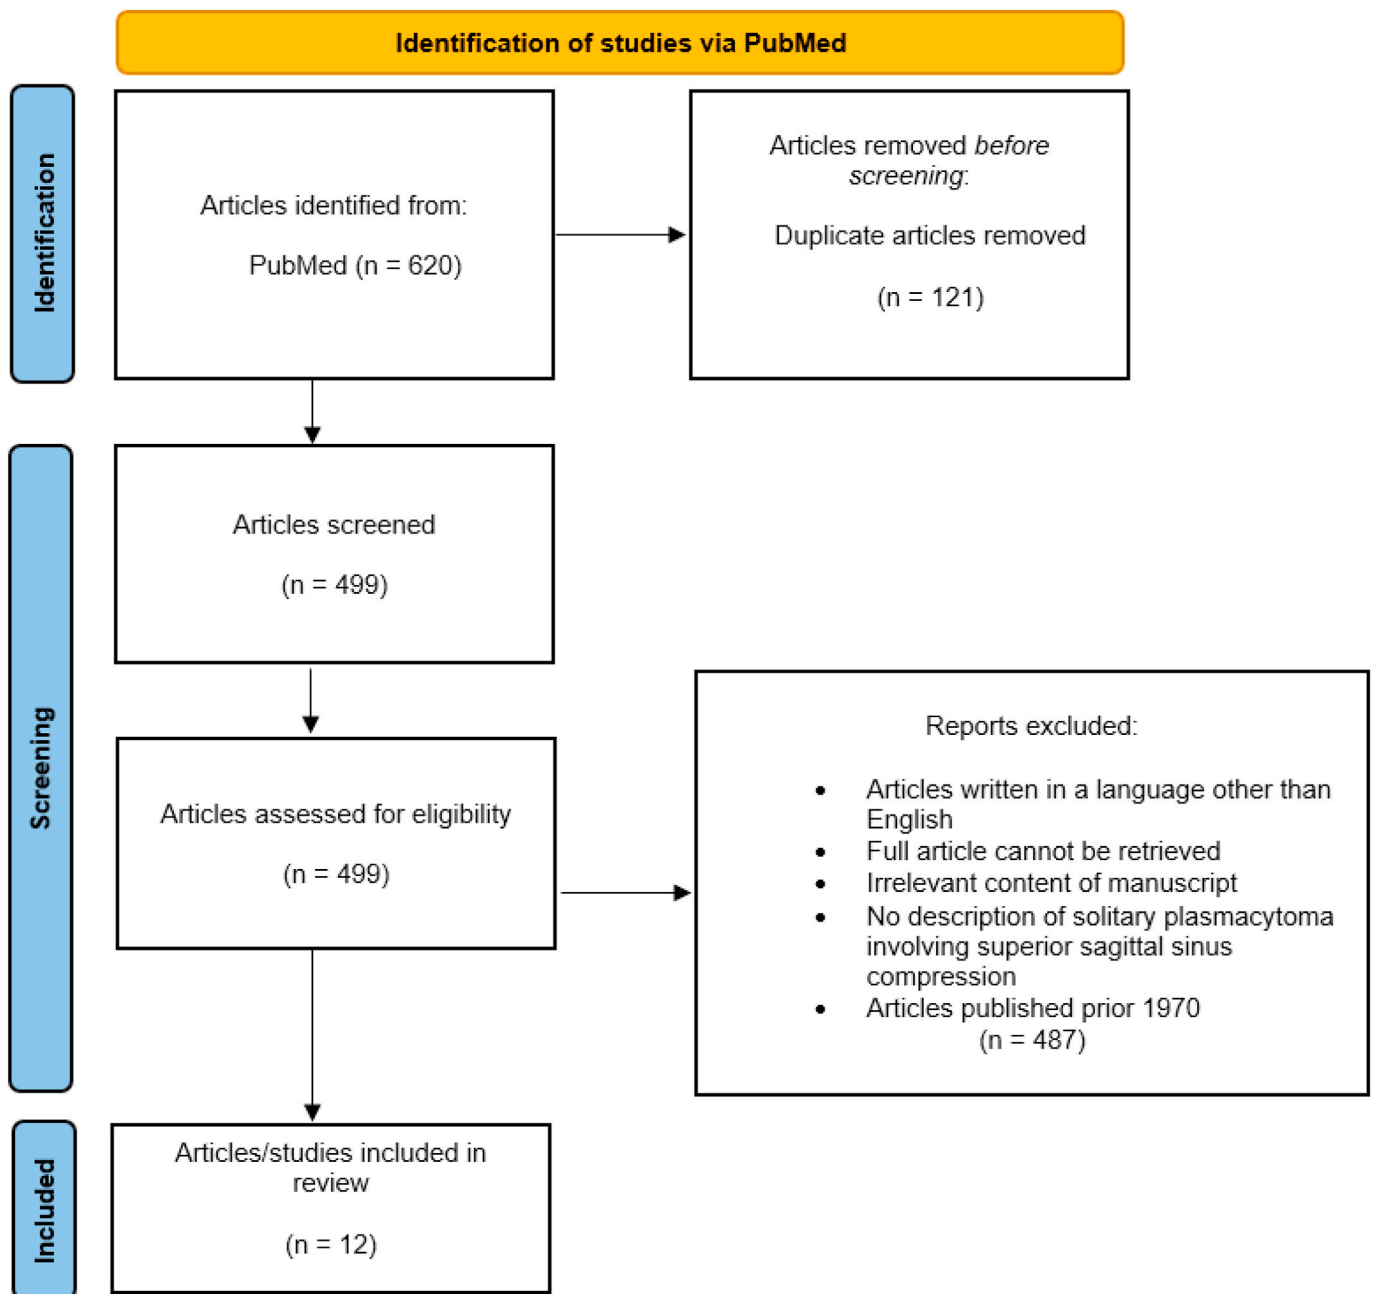 Identification of studies via PubMed
Identification
Articles identified from:
PubMed (n = 620)
Articles removed before
screening:
Duplicate articles removed
(n = 121)
Screening
Articles screened
(n = 499)
Articles assessed for eligibility
(n = 499)
Reports excluded:
• Articles written in a language other than
English
• Full article cannot be retrieved
• Irrelevant content of manuscript
• No description of solitary plasmacytoma
involving superior sagittal sinus
compression
• Articles published prior 1970
(n = 487)
Included
Articles/studies included in
review
(n = 12)